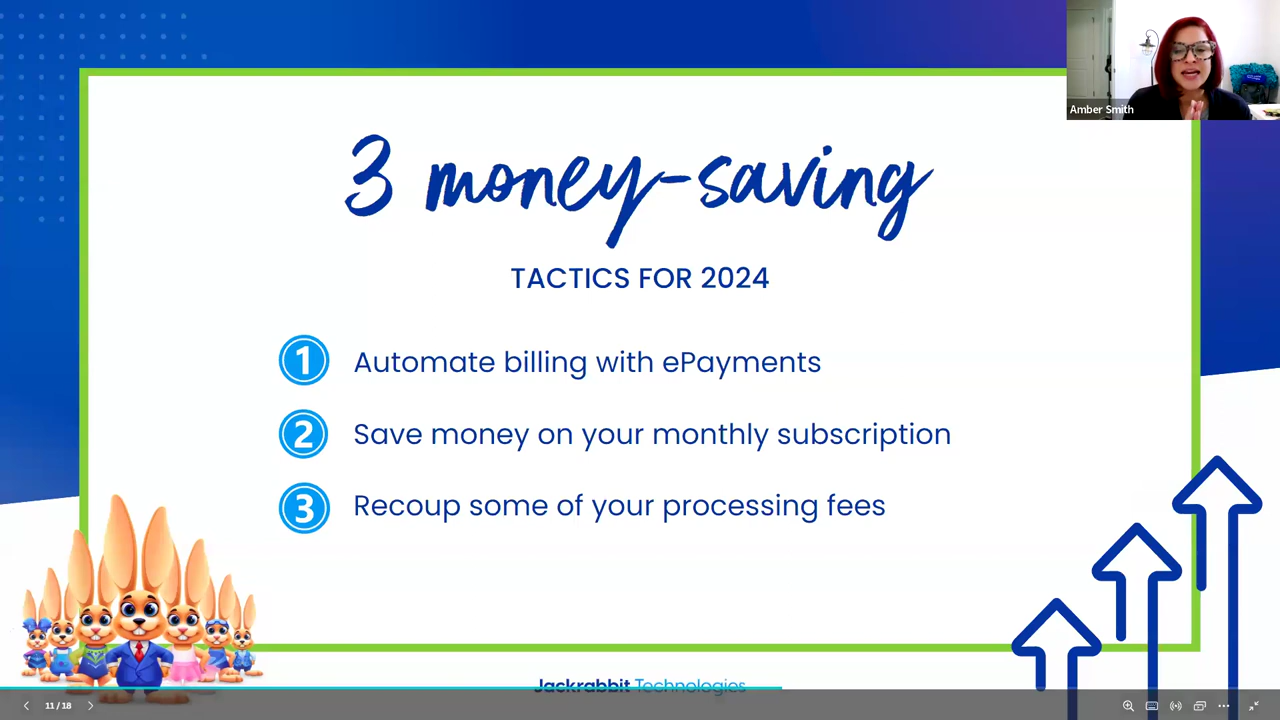 Amber Smith
3 money-saving
TACTICS FOR 2024
1 Automate billing with ePayments
2 Save money on your monthly subscription
3 Recoup some of your processing fees
Jackrabbit Technologies
11 / 18